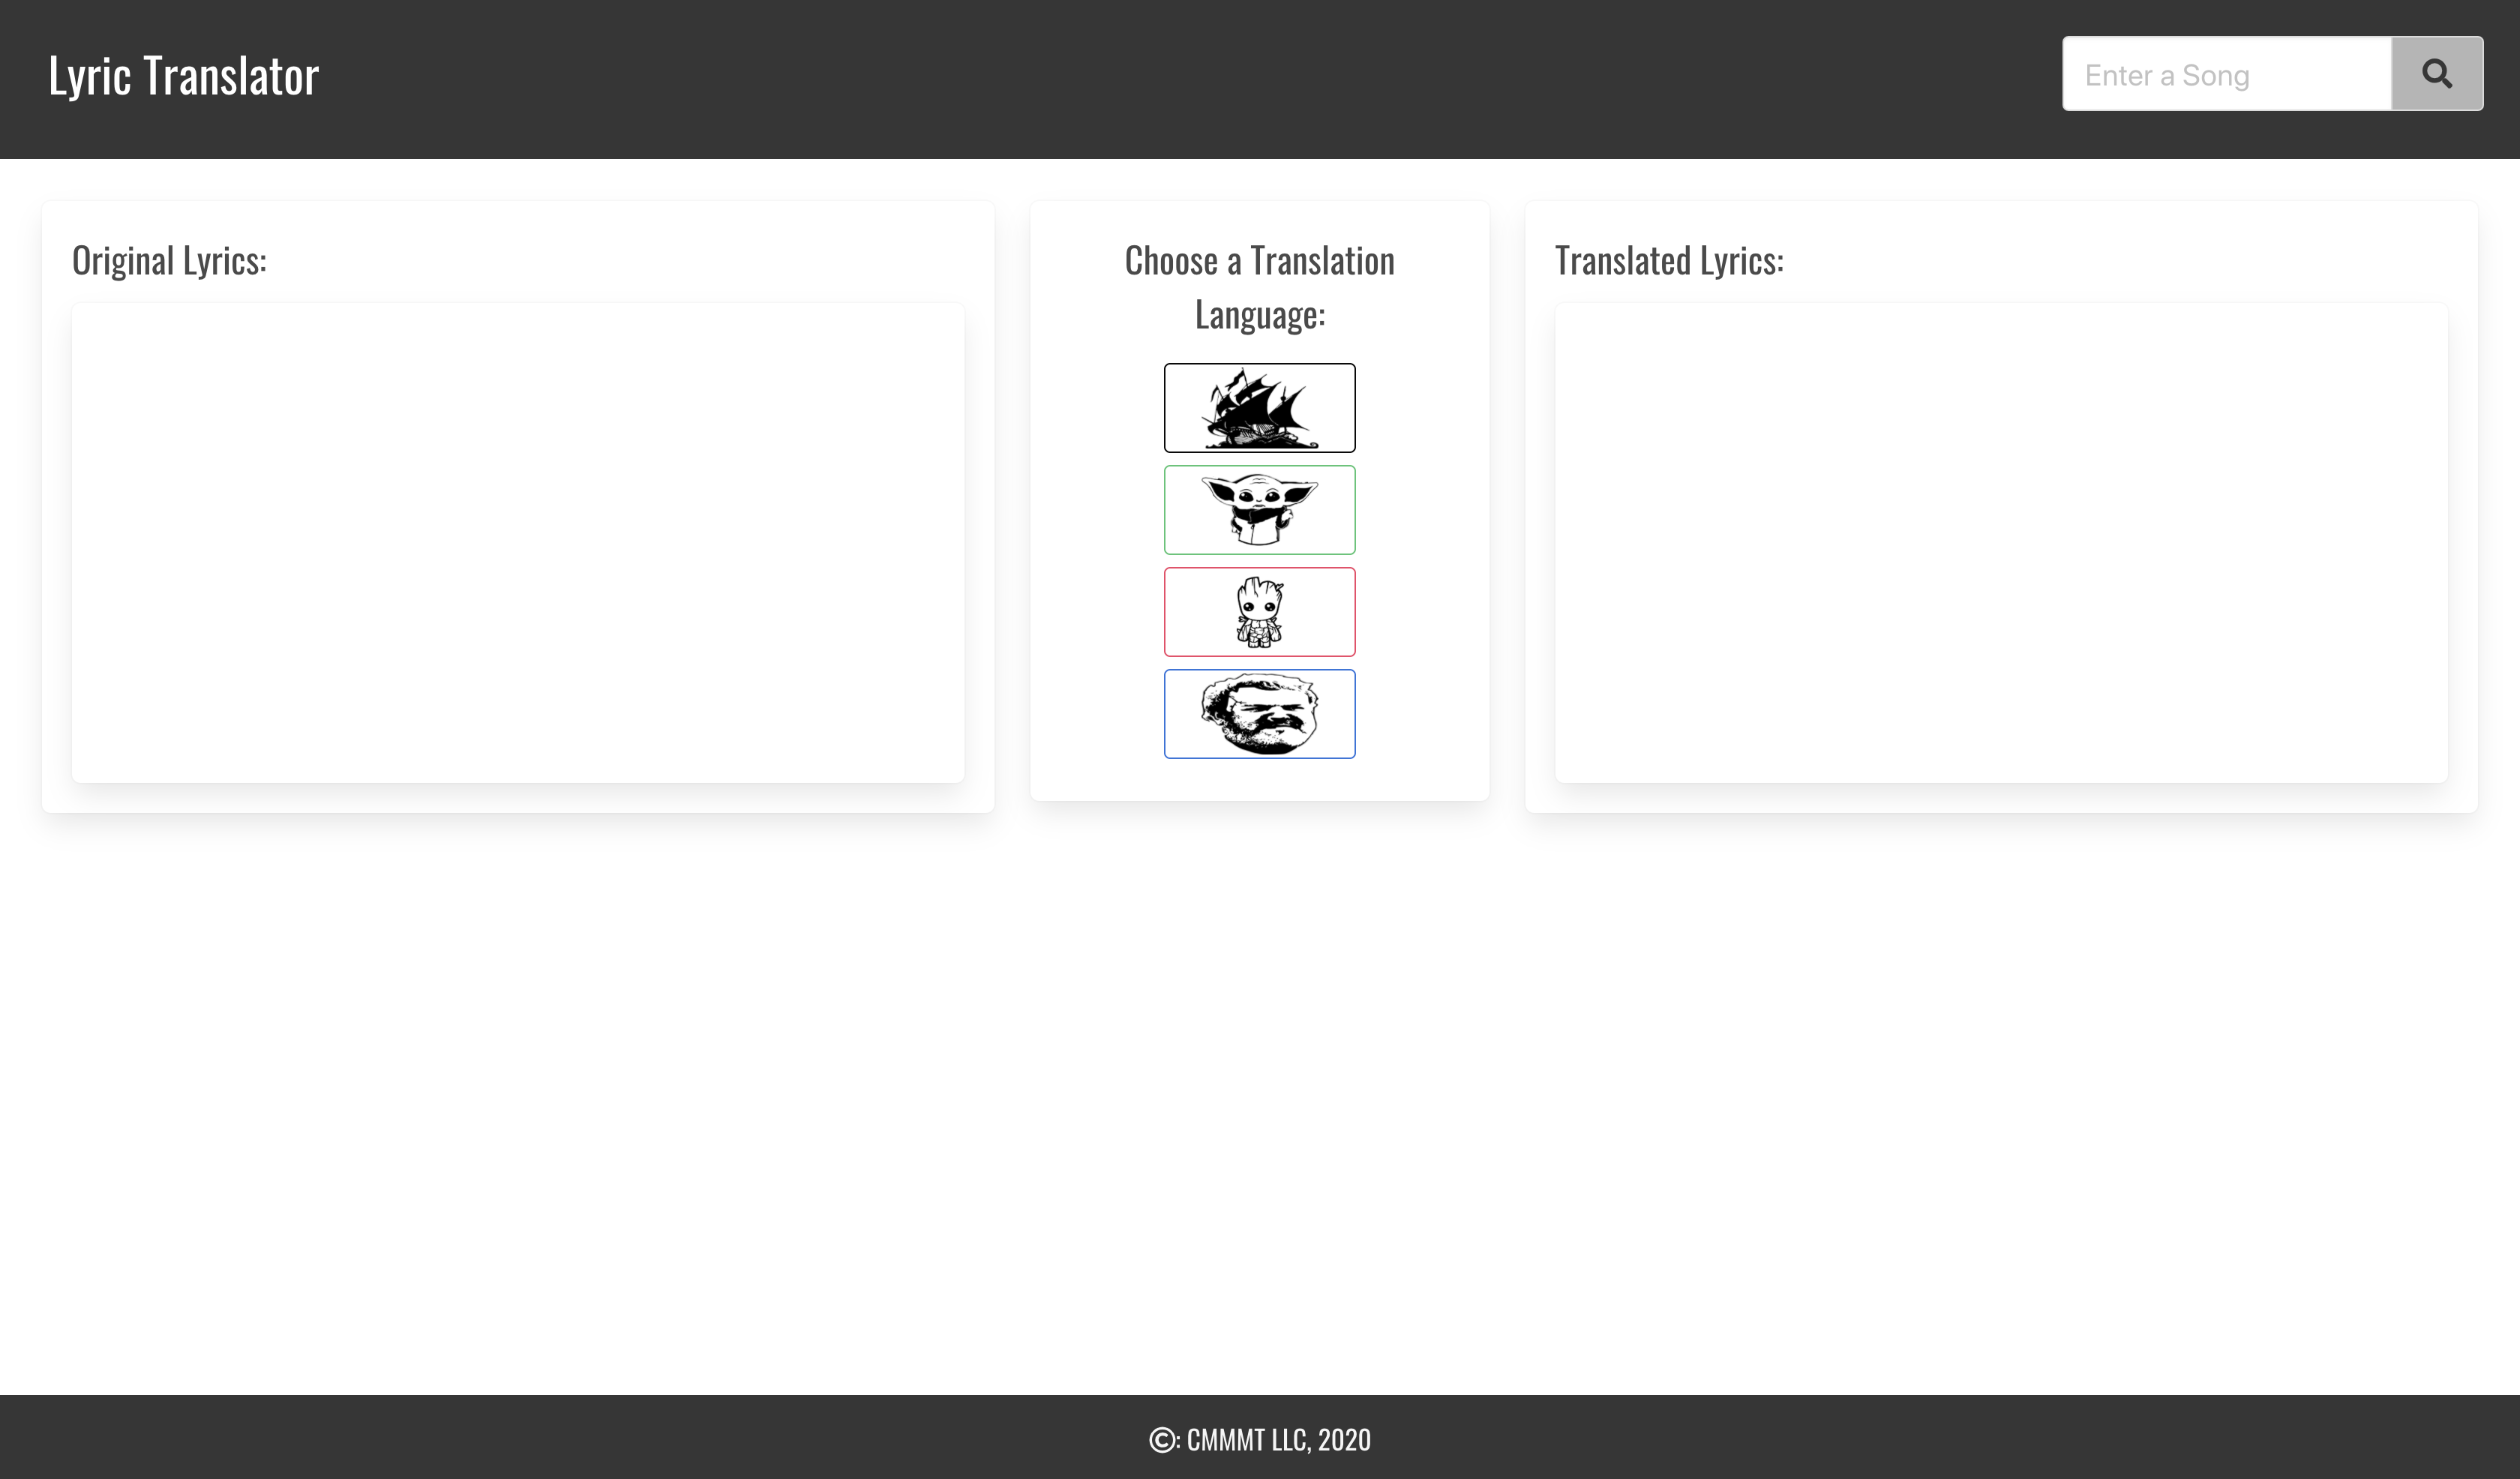 Lyric Translator
Enter a Song
Original Lyrics:
Choose a Translation
Language:
Translated Lyrics:
©: CMMMT LLC, 2020